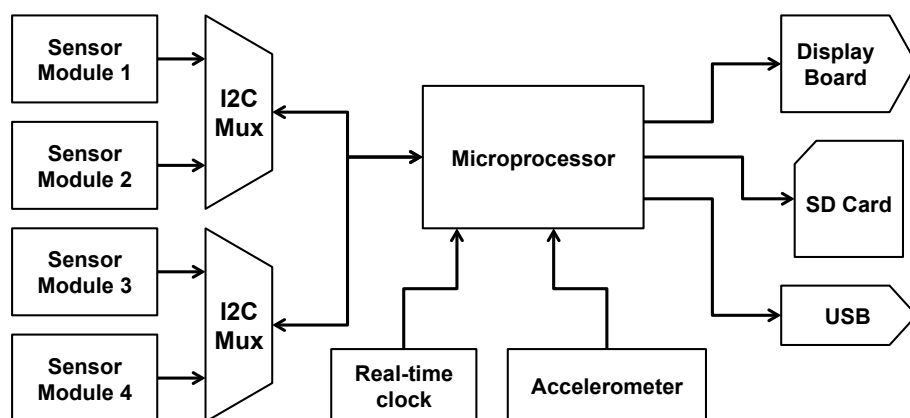 Sensor
Module 1
Sensor
Module 2
Sensor
Module 3
Sensor
Module 4
I2C
Mux
I2C
Mux
Microprocessor
Real-time
clock
Accelerometer
Display
Board
SD Card
USB